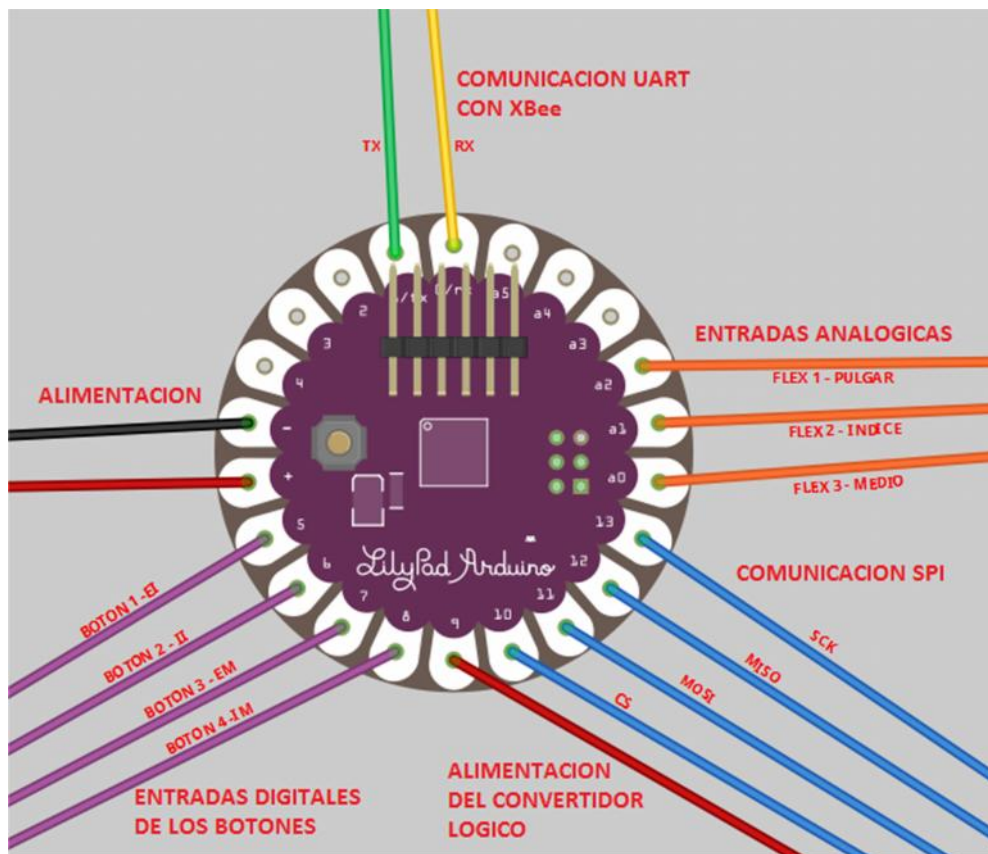 COMUNICACION UART
CON XBee
TX
RX
ENTRADAS ANALOGICAS
FLEX 1 - PULGAR
FLEX 2 - INDICE
FLEX 3 - MEDIO
ALIMENTACION
a5
a4
a3
a2
a1
a0
13
12
11
10
9
8
7
6
5
+
-
4
3
2
LilyPad Arduino
COMUNICACION SPI
SCK
MISO
MOSI
CS
BOTON 1 -EI
BOTON 2 - II
BOTON 3 - EM
BOTON 4 -IM
ENTRADAS DIGITALES
DE LOS BOTONES
ALIMENTACION
DEL CONVERTIDOR
LOGICO